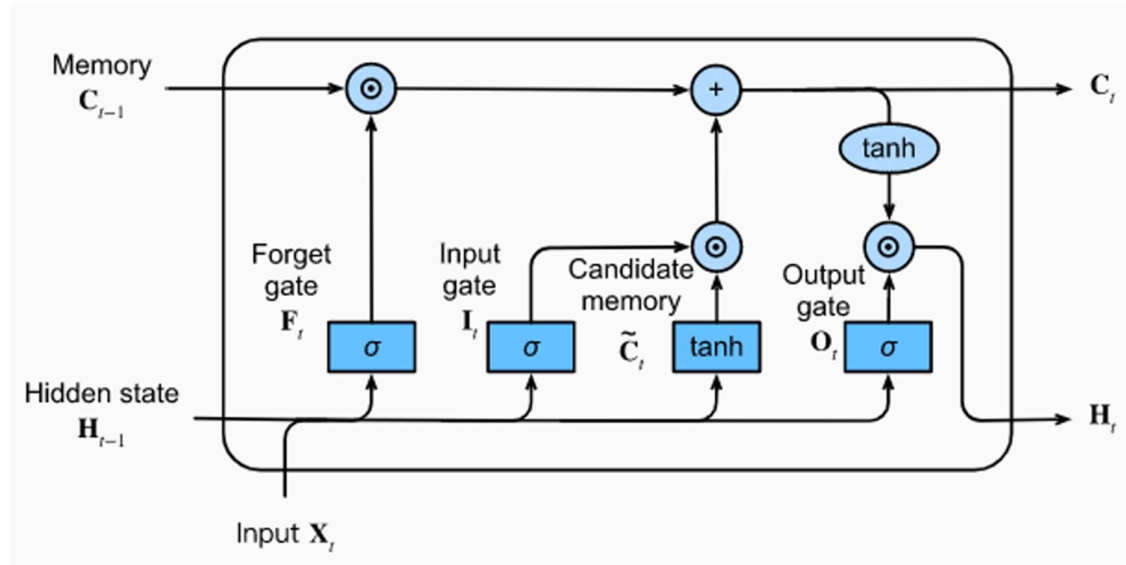 Memory
C_{t-1}
⊙
+
C_t
tanh
Forget
gate
F_t
Input
gate
I_t
⊙
Candidate
memory
C̃_t
Output
gate
O_t
⊙
σ
σ
tanh
σ
Hidden state
H_{t-1}
H_t
Input X_t